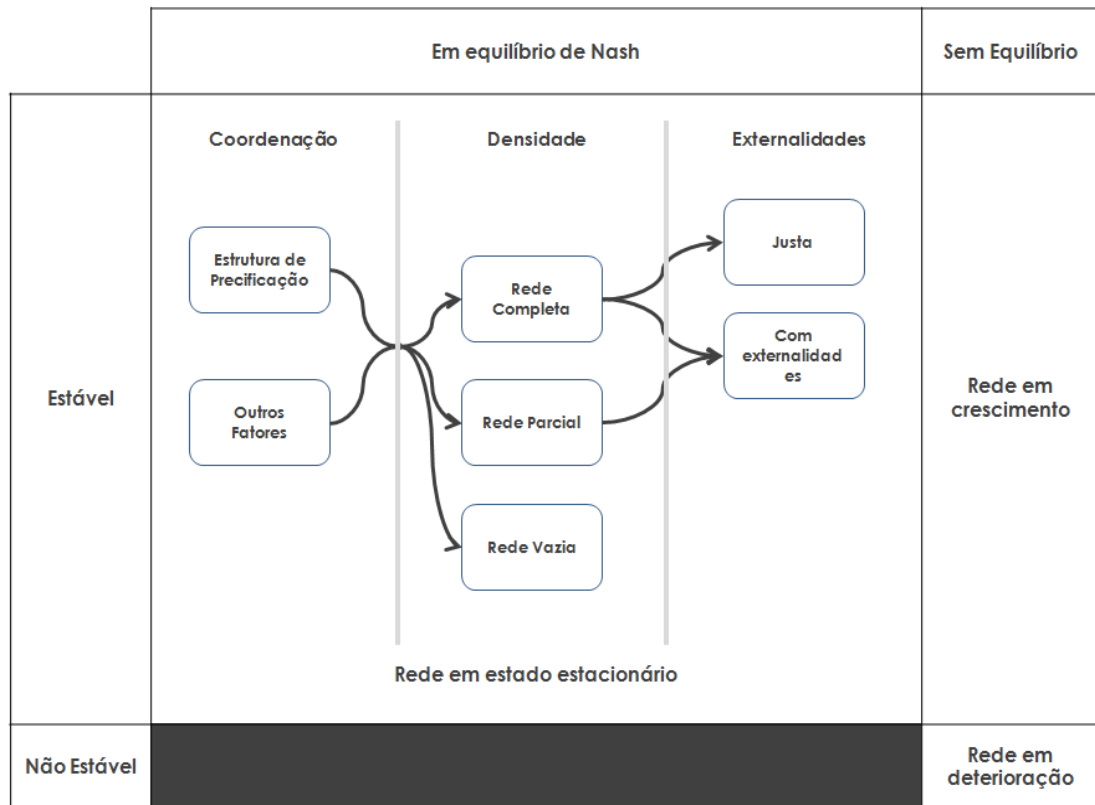 Em equilíbrio de Nash
Sem Equilíbrio
Estável
Coordenação
Densidade
Externalidades
Estrutura de
Precificação
Outros
Fatores
Rede
Completa
Rede Parcial
Rede Vazia
Justa
Com
externalidad
es
Rede em estado estacionário
Rede em
crescimento
Não Estável
Rede em
deterioração